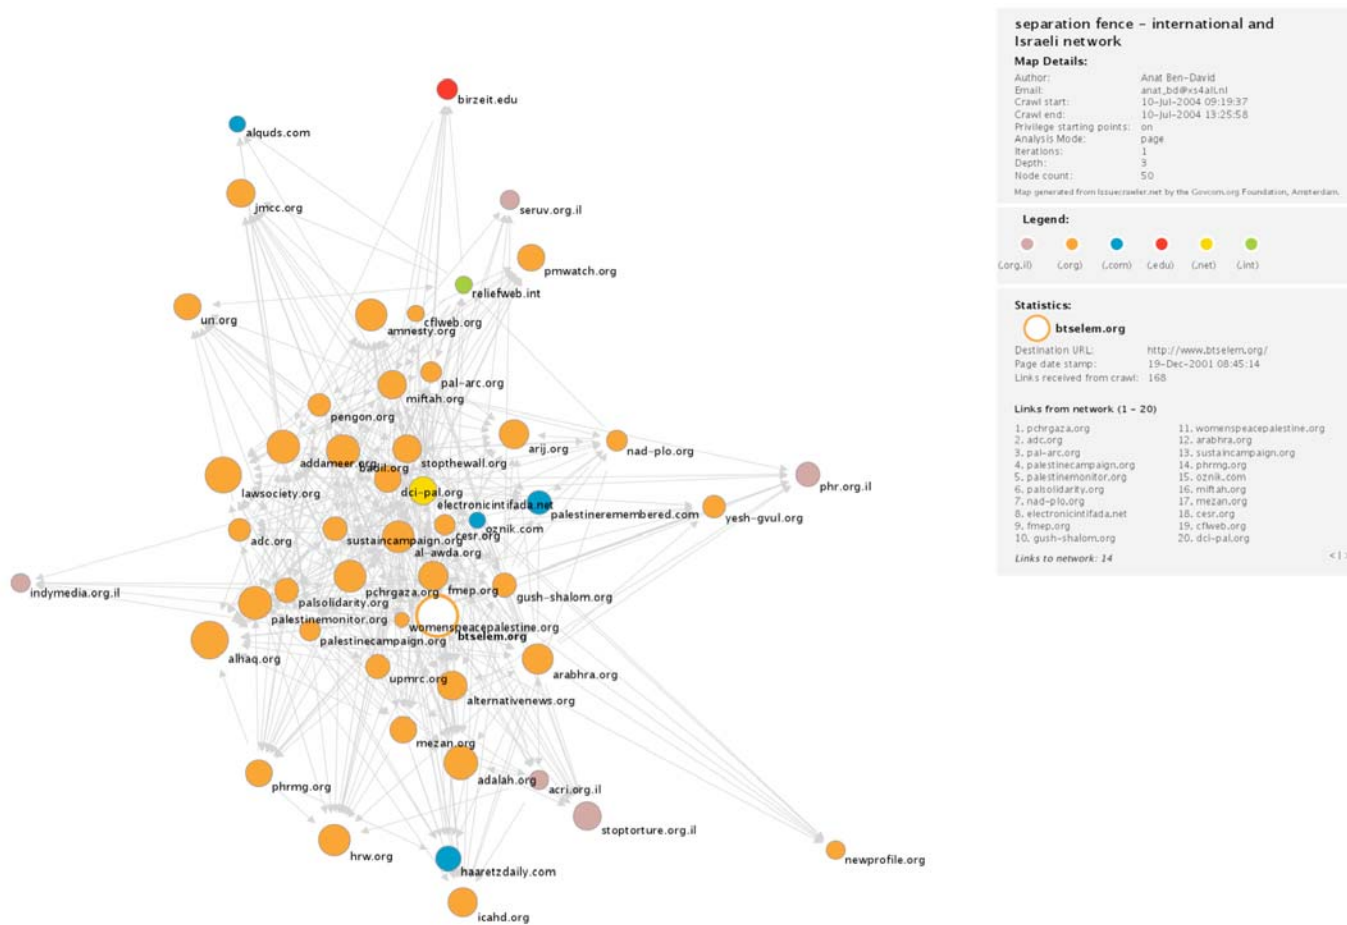 separation fence – international and
Israeli network
Map Details:
Author: Anat Ben-David
Email: anat_bd@xs4all.nl
Crawl start: 10-Jul-2004 09:19:37
Crawl end: 10-Jul-2004 13:25:58
Privilege starting points: on
Analysis Mode: page
Iterations: 1
Depth: 3
Node count: 50
Map generated from Issuecrawler.net by the Govcom.org Foundation, Amsterdam.
Legend:
(.org.il) (.org) (.com) (.edu) (.net) (.int)
Statistics:
btselem.org
Destination URL: http://www.btselem.org/
Page date stamp: 19-Dec-2001 08:45:14
Links received from crawl: 168
Links from network (1 – 20)
1. pchrgaza.org
2. adc.org
3. pal-arc.org
4. palestinecampaign.org
5. palestinemonitor.org
6. palsolidarity.org
7. nad-plo.org
8. electronicintifada.net
9. fmep.org
10. gush-shalom.org
11. womenspeacepalestine.org
12. arabhra.org
13. sustaincampaign.org
14. phrmg.org
15. oznik.com
16. miftah.org
17. mezan.org
18. cesr.org
19. cflweb.org
20. dci-pal.org
Links to network: 14
birzeit.edu
alquds.com
jmcc.org
seruv.org.il
pmwatch.org
reliefweb.int
un.org
cflweb.org
amnesty.org
pal-arc.org
miftah.org
pengon.org
arij.org
nad-plo.org
addameer.org
badil.org
stopthewall.org
phr.org.il
lawsociety.org
dci-pal.org
electronicintifada.net
palestineremembered.com
yesh-gvul.org
oznik.com
cesr.org
adc.org
sustaincampaign.org
al-awda.org
indymedia.org.il
pchrgaza.org
fmep.org
gush-shalom.org
palsolidarity.org
palestinemonitor.org
womenspeacepalestine.org
btselem.org
palestinecampaign.org
alhaq.org
upmrc.org
arabhra.org
alternativenews.org
mezan.org
adalah.org
acri.org.il
phrmg.org
stoptorture.org.il
hrw.org
haaretzdaily.com
newprofile.org
icahd.org